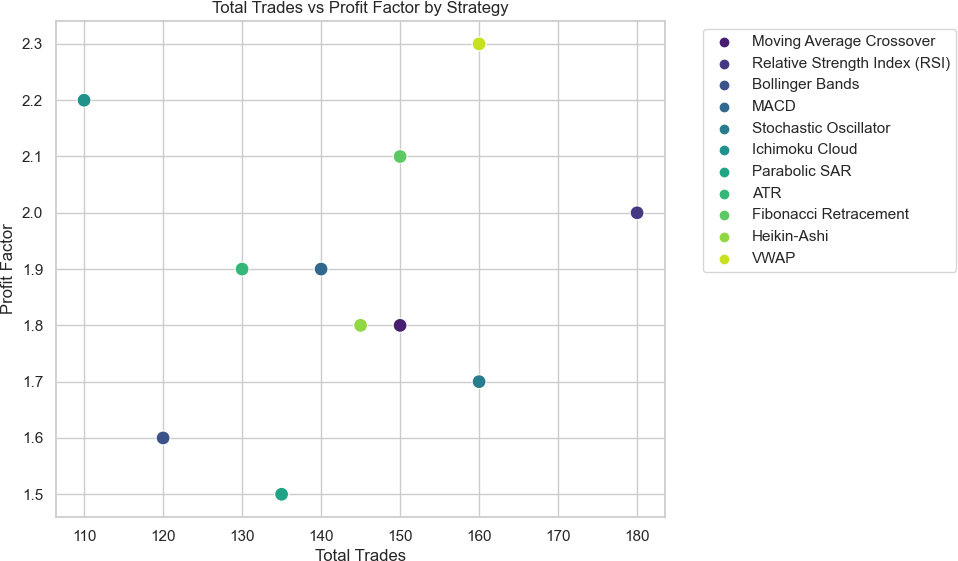 Total Trades vs Profit Factor by Strategy
Profit Factor
2.3
2.2
2.1
2.0
1.9
1.8
1.7
1.6
1.5
110 120 130 140 150 160 170 180
Total Trades
Moving Average Crossover
Relative Strength Index (RSI)
Bollinger Bands
MACD
Stochastic Oscillator
Ichimoku Cloud
Parabolic SAR
ATR
Fibonacci Retracement
Heikin-Ashi
VWAP